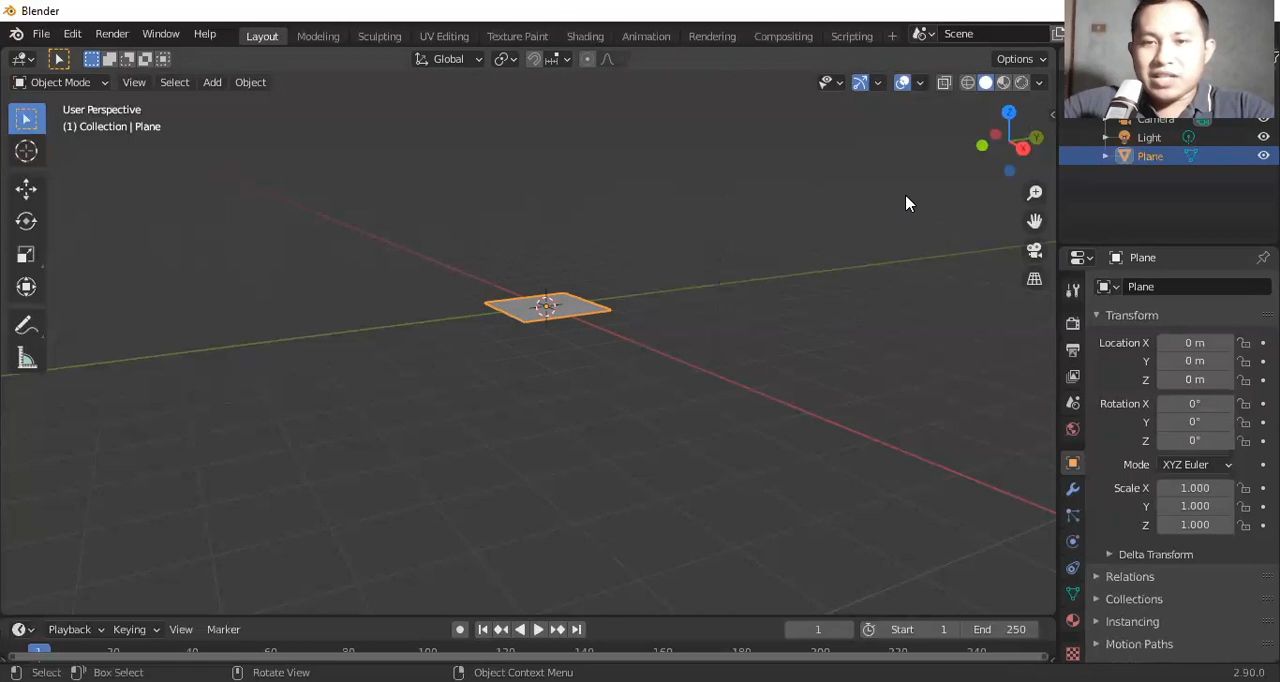 Blender
File Edit Render Window Help Layout Modeling Sculpting UV Editing Texture Paint Shading Animation Rendering Compositing Scripting + Scene
Global Options
Object Mode View Select Add Object
User Perspective
(1) Collection | Plane
Z
Y
X
Camera
Light
Plane
Plane
Plane
Transform
Location X 0 m
Y 0 m
Z 0 m
Rotation X 0°
Y 0°
Z 0°
Mode XYZ Euler
Scale X 1.000
Y 1.000
Z 1.000
Delta Transform
Relations
Collections
Instancing
Motion Paths
Playback Keying View Marker 1 Start 1 End 250
1 20 40 60 80 100 120 140 160 180 200 220 240
Select Box Select Rotate View Object Context Menu 2.90.0